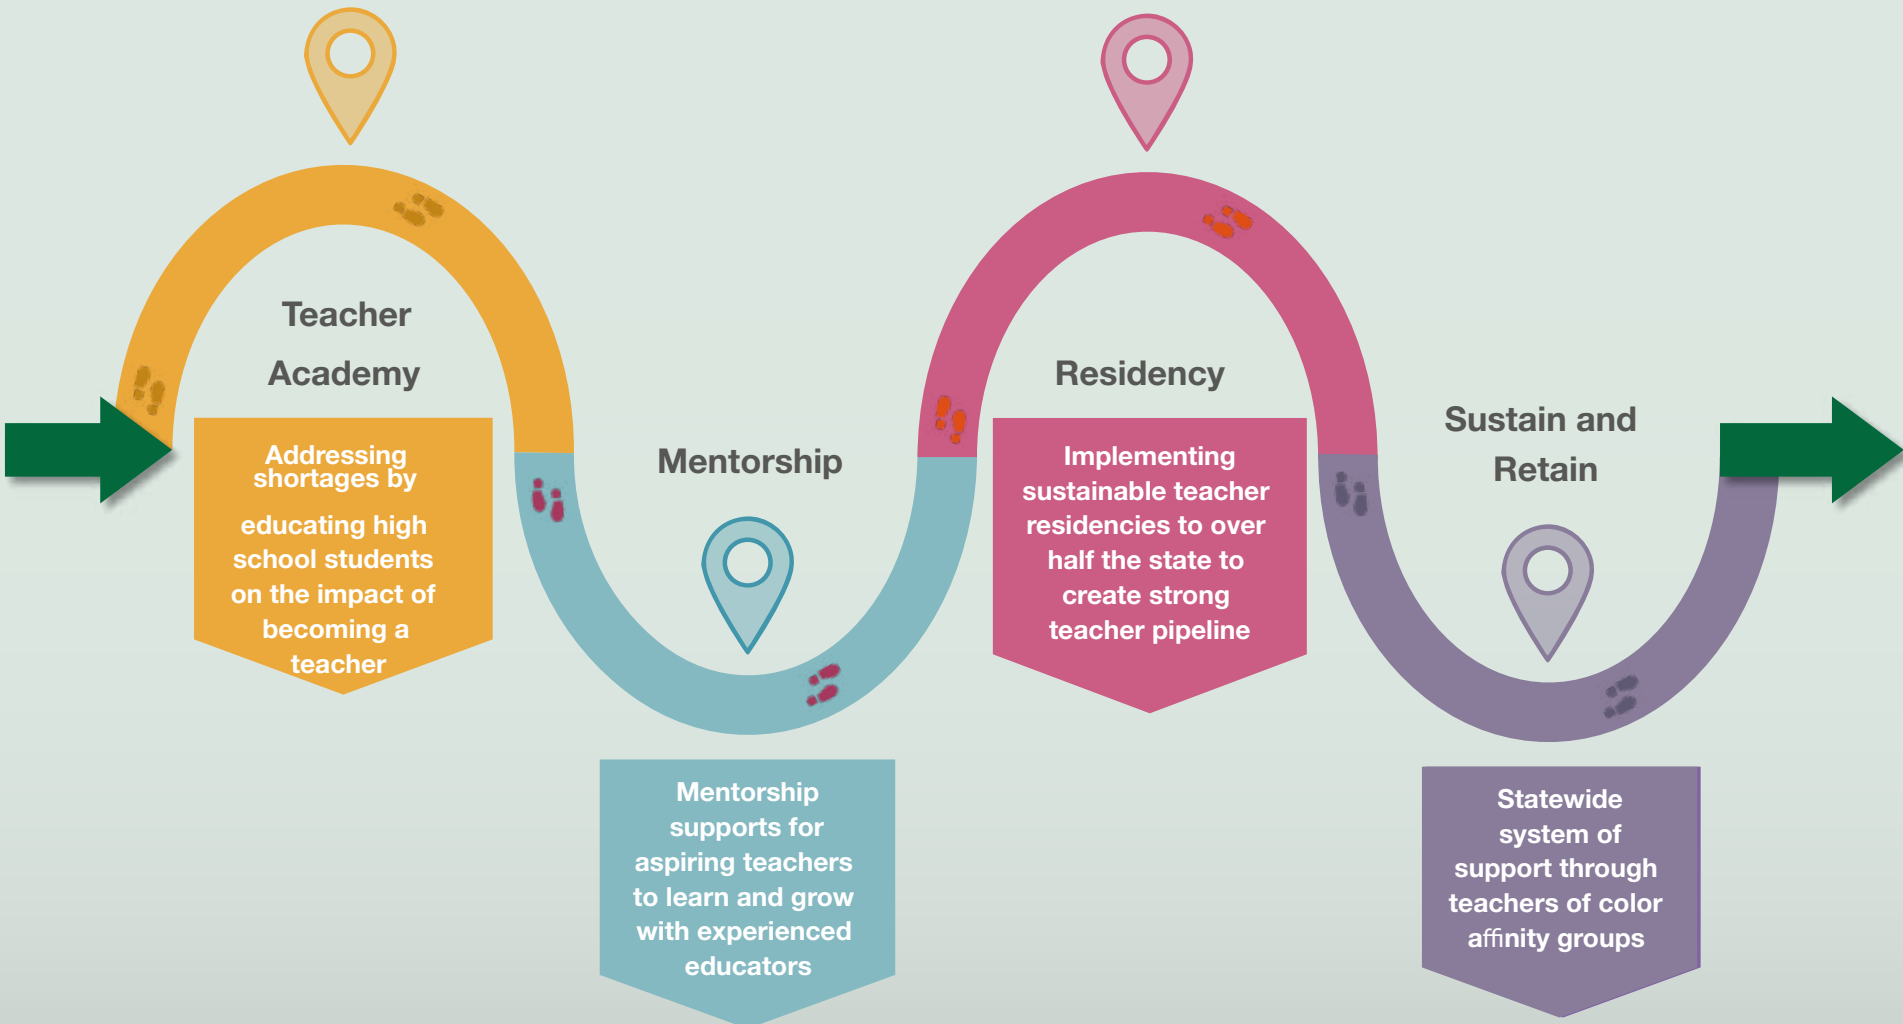 Teacher
Academy
Addressing
shortages by
educating high
school students
on the impact of
becoming a
teacher
Mentorship
Mentorship
supports for
aspiring teachers
to learn and grow
with experienced
educators
Residency
Implementing
sustainable teacher
residencies to over
half the state to
create strong
teacher pipeline
Sustain and
Retain
Statewide
system of
support through
teachers of color
affinity groups